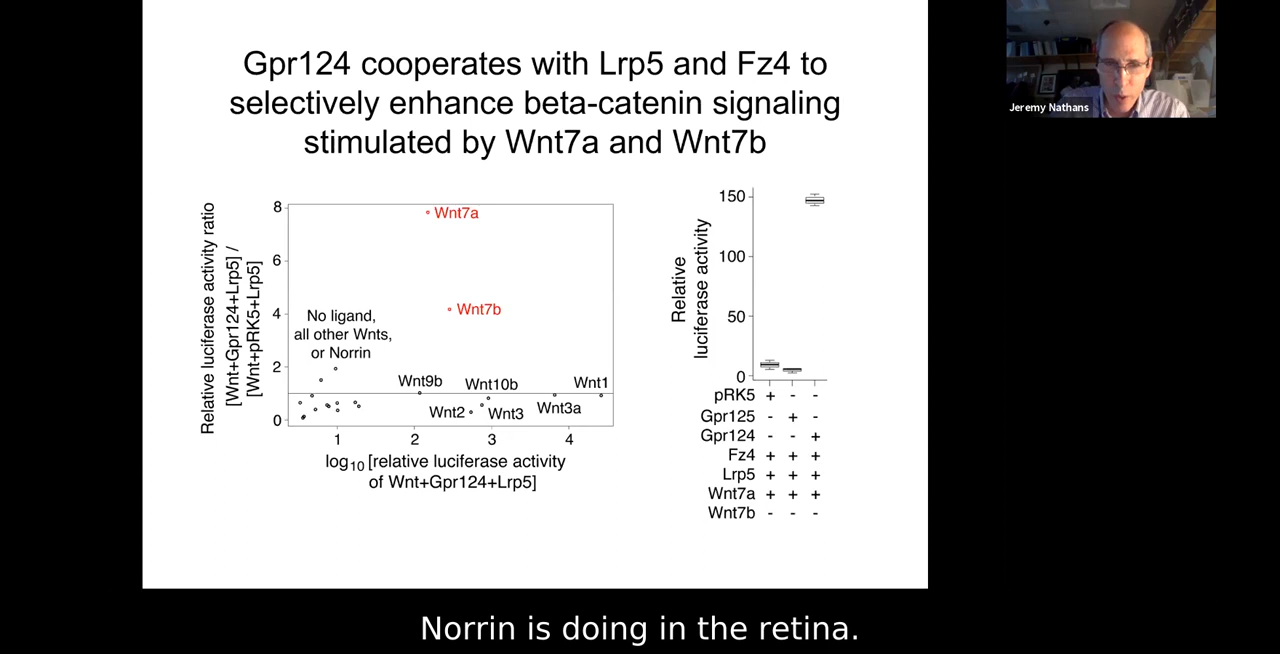 Gpr124 cooperates with Lrp5 and Fz4 to
selectively enhance beta-catenin signaling
stimulated by Wnt7a and Wnt7b
Relative luciferase activity ratio
[Wnt+Gpr124+Lrp5] /
[Wnt+pRK5+Lrp5]
8
6
4
2
0
Wnt7a
Wnt7b
No ligand,
all other Wnts,
or Norrin
Wnt9b
Wnt10b
Wnt1
Wnt2
Wnt3
Wnt3a
1 2 3 4
log10 [relative luciferase activity
of Wnt+Gpr124+Lrp5]
Relative
luciferase activity
150
100
50
0
pRK5 + - -
Gpr125 - + -
Gpr124 - - +
Fz4 + + +
Lrp5 + + +
Wnt7a + + +
Wnt7b - - -
Jeremy Nathans
Norrin is doing in the retina.